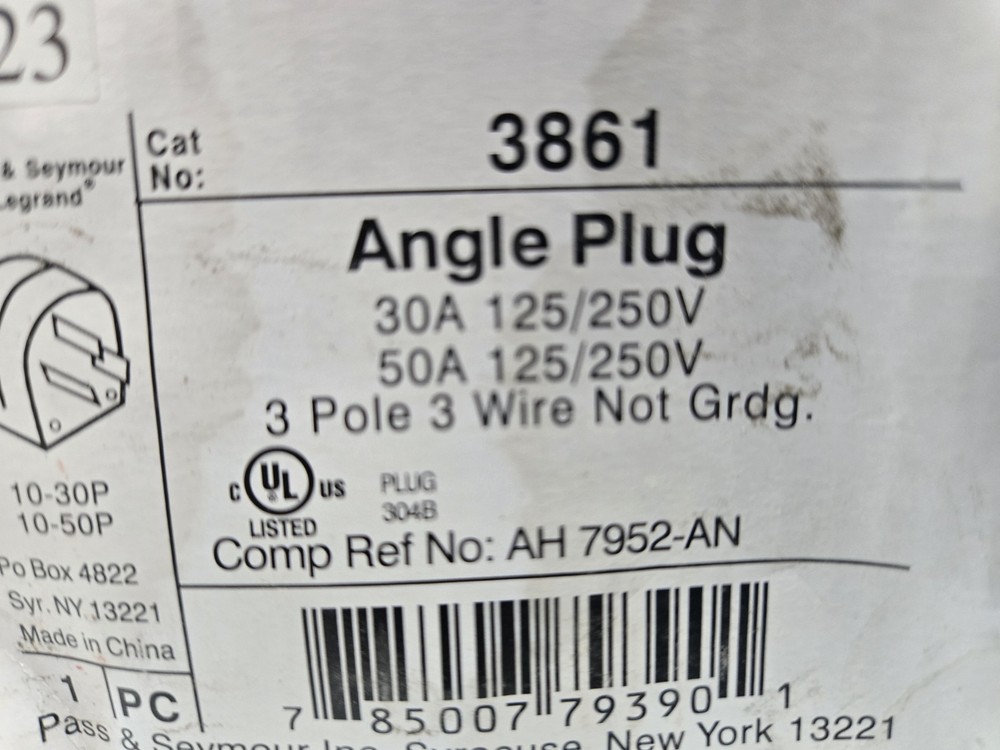 23
& Seymour
Legrand®
Cat
No:
3861
Angle Plug
30A 125/250V
50A 125/250V
3 Pole 3 Wire Not Grdg.
C UL US
LISTED
PLUG
304B
Comp Ref No: AH 7952-AN
10-30P
10-50P
Po Box 4822
Syr. NY 13221
Made in China
1 PC
7 85007 79390 1
Pass & Seymour Inc. Syracuse, New York 13221